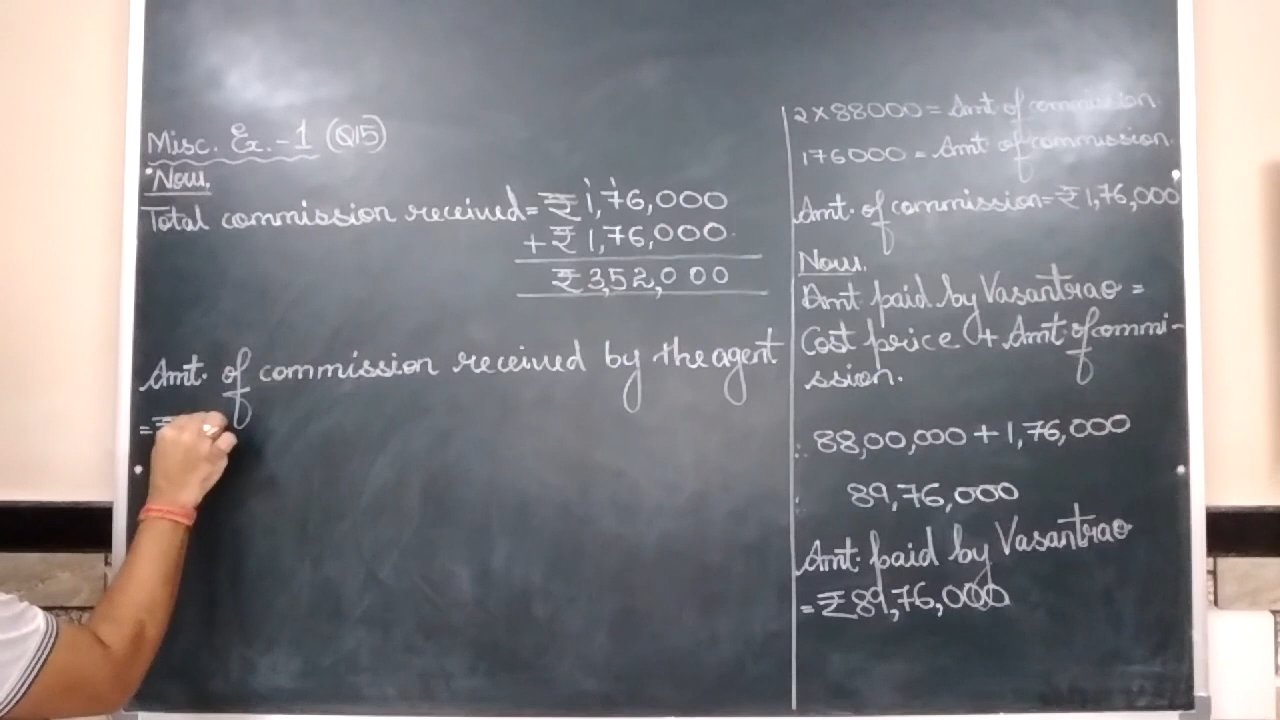 Misc. Ex.-1 (Q15)
Now,
Total commission received = ₹1,76,000
+ ₹1,76,000.
₹3,52,000
Amt. of commission received by the agent
= ₹
2×88000 = Amt of commission
176000 = Amt of commission.
Amt. of commission = ₹1,76,000
Now.
Amt paid by Vasantrao =
Cost price + Amt of commi-
ssion.
∴ 88,00,000 + 1,76,000
89,76,000
Amt. paid by Vasantrao
= ₹89,76,000